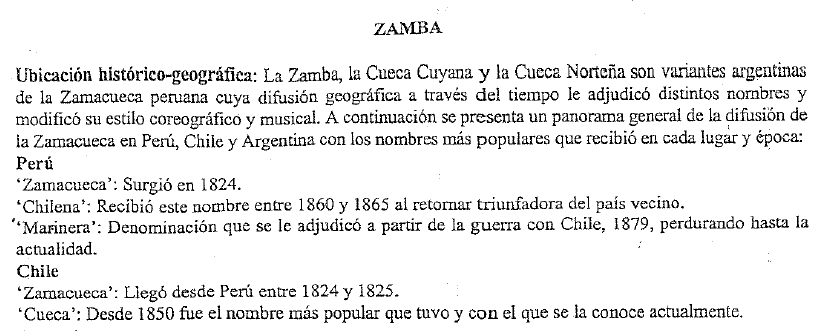 ZAMBA
Ubicación histórico-geográfica: La Zamba, la Cueca Cuyana y la Cueca Norteña son variantes argentinas
de la Zamacueca peruana cuya difusión geográfica a través del tiempo le adjudicó distintos nombres y
modificó su estilo coreográfico y musical. A continuación se presenta un panorama general de la difusión de
la Zamacueca en Perú, Chile y Argentina con los nombres más populares que recibió en cada lugar y época:
Perú
'Zamacueca': Surgió en 1824.
'Chilena': Recibió este nombre entre 1860 y 1865 al retornar triunfadora del país vecino.
'Marinera': Denominación que se le adjudicó a partir de la guerra con Chile, 1879, perdurando hasta la
actualidad.
Chile
'Zamacueca': Llegó desde Perú entre 1824 y 1825.
'Cueca': Desde 1850 fue el nombre más popular que tuvo y con el que se la conoce actualmente.